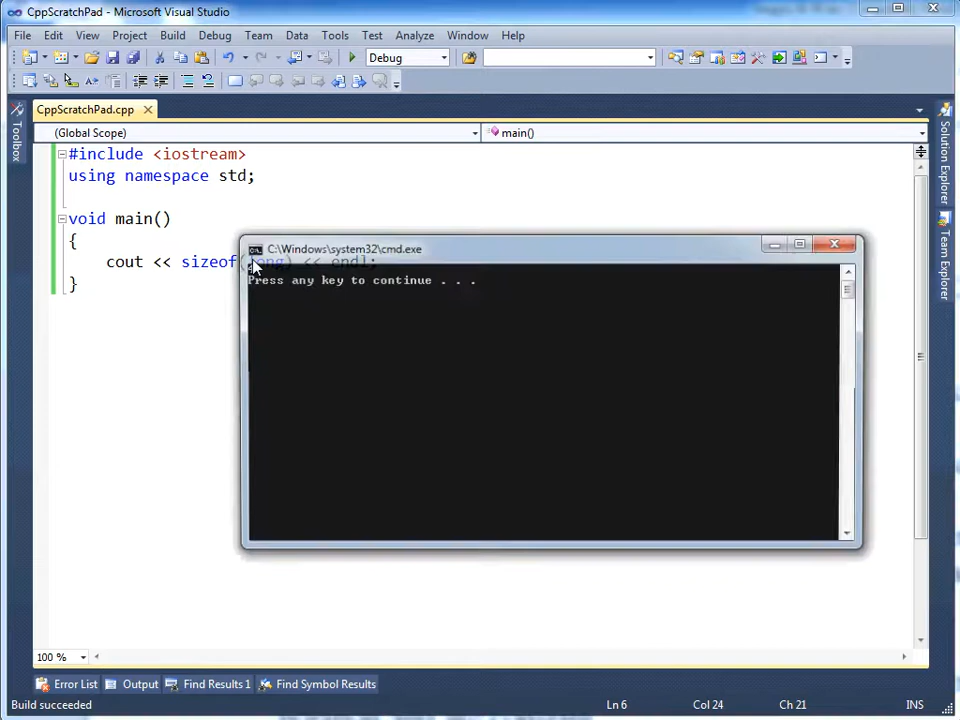 CppScratchPad - Microsoft Visual Studio
File Edit View Project Build Debug Team Data Tools Test Analyze Window Help
Debug
CppScratchPad.cpp
(Global Scope) main()
Toolbox
Solution Explorer
Team Explorer
#include <iostream>
using namespace std;
void main()
{
cout << sizeof(long) << endl;
}
C:\Windows\system32\cmd.exe
4
Press any key to continue . . .
100 %
Error List Output Find Results 1 Find Symbol Results
Build succeeded Ln 6 Col 24 Ch 21 INS